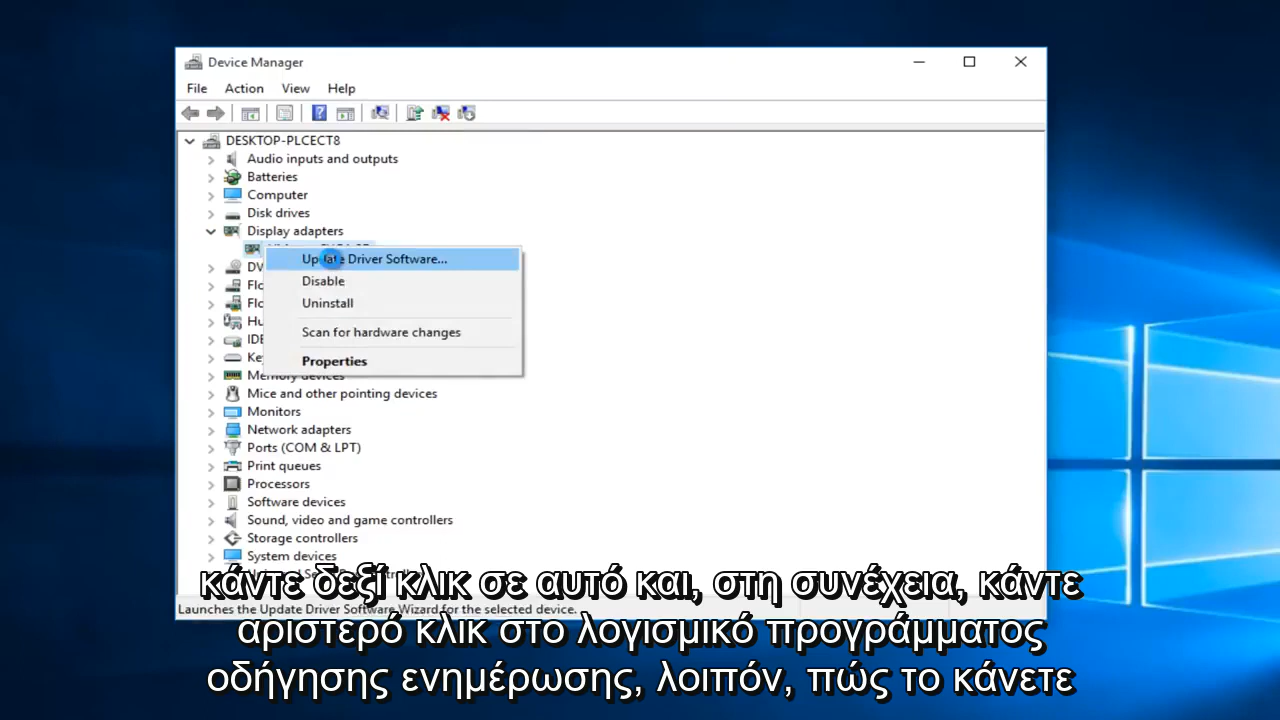 Device Manager
File Action View Help
DESKTOP-PLCECT8
Audio inputs and outputs
Batteries
Computer
Disk drives
Display adapters
Update Driver Software...
Disable
Uninstall
Scan for hardware changes
Properties
Memory devices
Mice and other pointing devices
Monitors
Network adapters
Ports (COM & LPT)
Print queues
Processors
Software devices
Sound, video and game controllers
Storage controllers
System devices
Launches the Update Driver Software Wizard for the selected device.
κάντε δεξί κλικ σε αυτό και, στη συνέχεια, κάντε
αριστερό κλικ στο λογισμικό προγράμματος
οδήγησης ενημέρωσης, λοιπόν, πώς το κάνετε